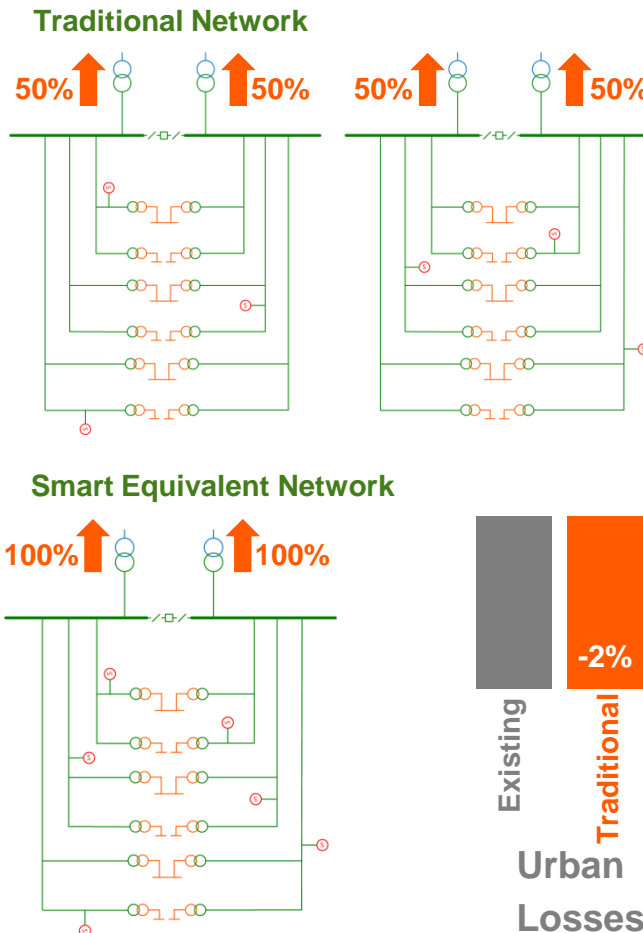 Traditional Network
50%
50%
50%
50%
S
S
S
S
S
S
Smart Equivalent Network
100%
100%
S
S
S
S
S
S
-2%
Existing
Traditional
Urban
Losses